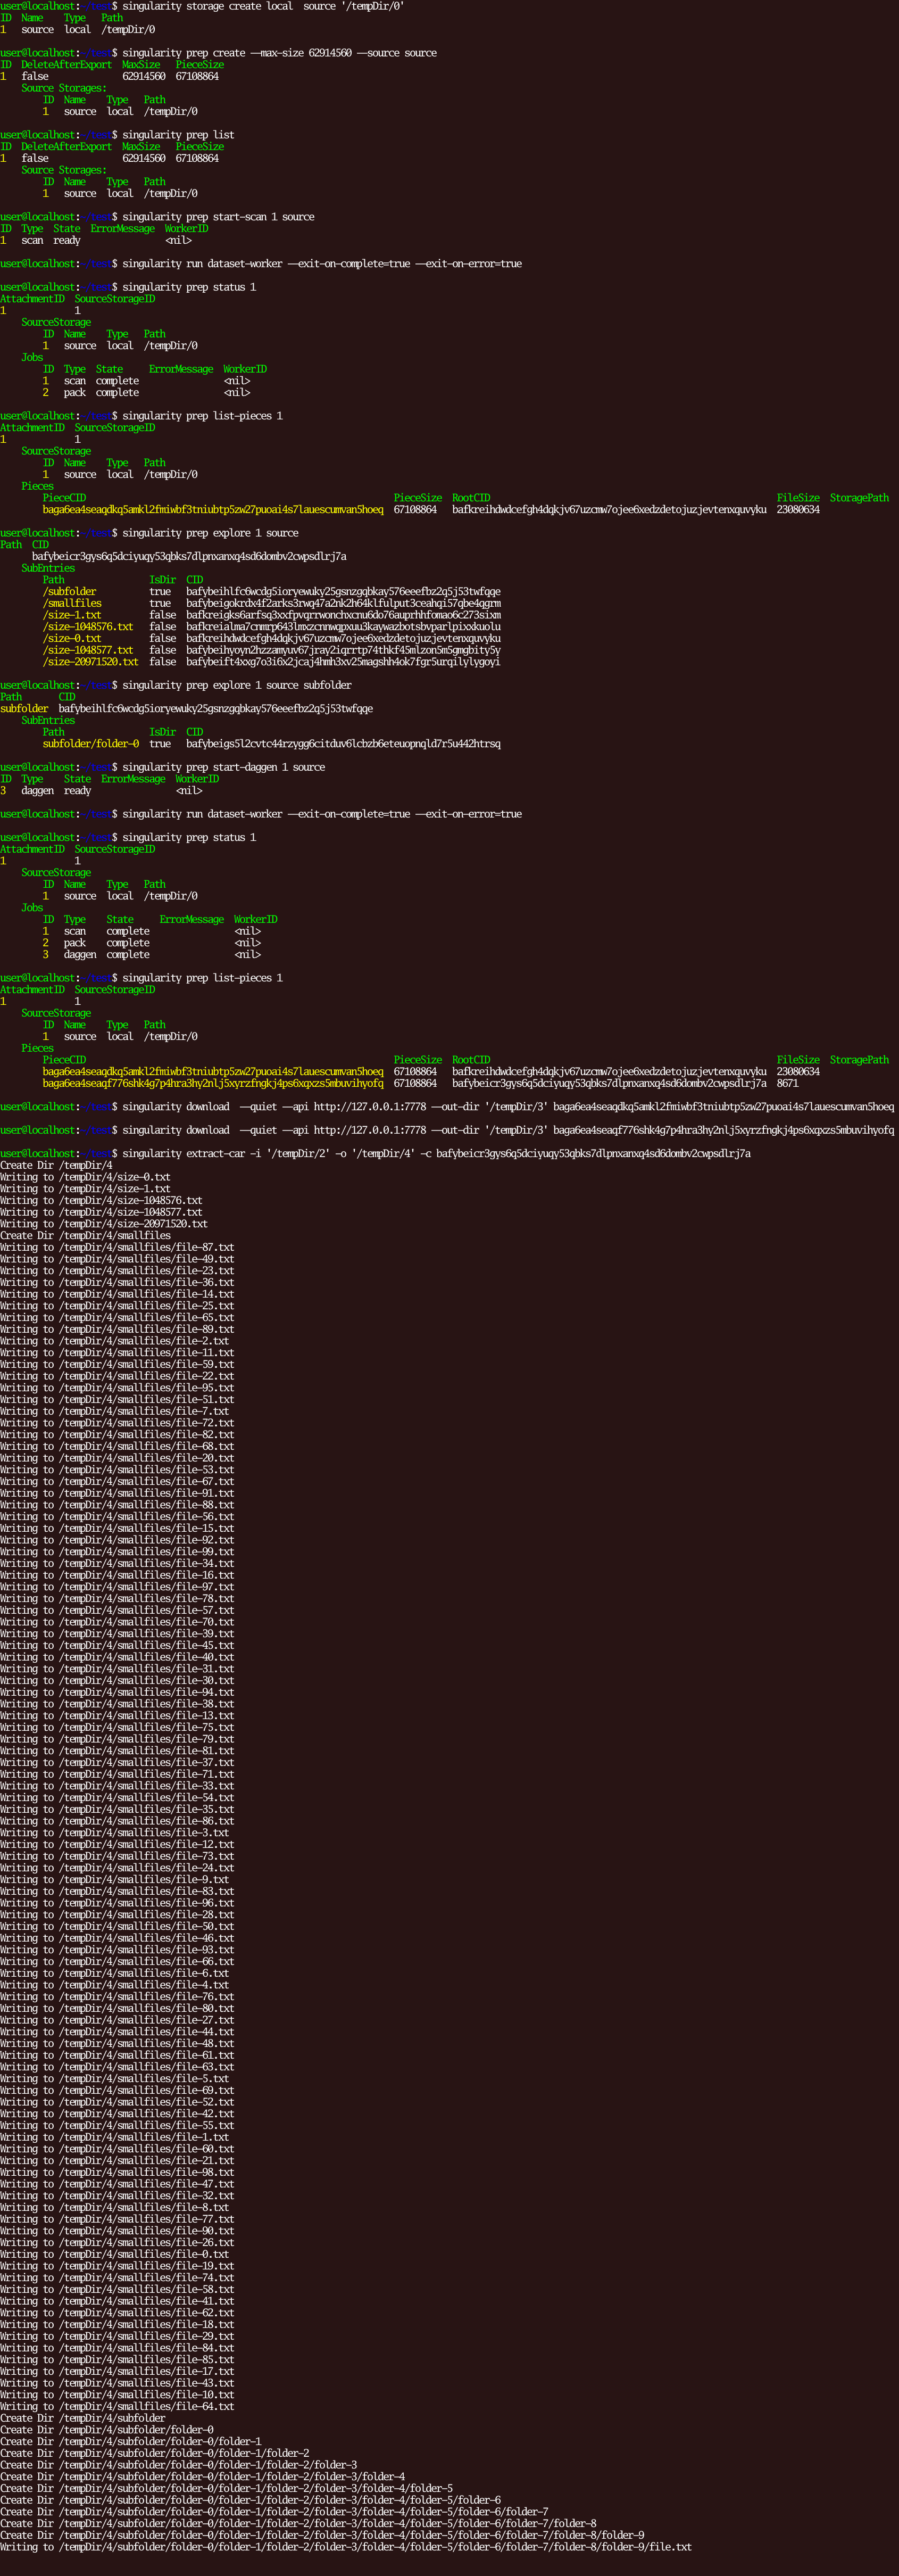 user@localhost:~/test$ singularity storage create local  source '/tempDir/0'
ID  Name    Type   Path
1   source  local  /tempDir/0

user@localhost:~/test$ singularity prep create --max-size 62914560 --source source
ID  DeleteAfterExport  MaxSize   PieceSize
1   false              62914560  67108864
    Source Storages:
        ID  Name    Type   Path
        1   source  local  /tempDir/0

user@localhost:~/test$ singularity prep list
ID  DeleteAfterExport  MaxSize   PieceSize
1   false              62914560  67108864
    Source Storages:
        ID  Name    Type   Path
        1   source  local  /tempDir/0

user@localhost:~/test$ singularity prep start-scan 1 source
ID  Type  State  ErrorMessage  WorkerID
1   scan  ready                <nil>

user@localhost:~/test$ singularity run dataset-worker --exit-on-complete=true --exit-on-error=true

user@localhost:~/test$ singularity prep status 1
AttachmentID  SourceStorageID
1             1
    SourceStorage
        ID  Name    Type   Path
        1   source  local  /tempDir/0
    Jobs
        ID  Type  State     ErrorMessage  WorkerID
        1   scan  complete                <nil>
        2   pack  complete                <nil>

user@localhost:~/test$ singularity prep list-pieces 1
AttachmentID  SourceStorageID
1             1
    SourceStorage
        ID  Name    Type   Path
        1   source  local  /tempDir/0
    Pieces
        PieceCID                                                          PieceSize  RootCID                                                      FileSize  StoragePath
        baga6ea4seaqdkq5amkl2fmiwbf3tniubtp5zw27puoai4s7lauescumvan5hoeq  67108864   bafkreihdwdcefgh4dqkjv67uzcmw7ojee6xedzdetojuzjevtenxquvyku  23080634

user@localhost:~/test$ singularity prep explore 1 source
Path  CID
      bafybeicr3gys6q5dciyuqy53qbks7dlpnxanxq4sd6dombv2cwpsdlrj7a
    SubEntries
        Path                IsDir  CID
        /subfolder          true   bafybeihlfc6wcdg5ioryewuky25gsnzgqbkay576eeefbz2q5j53twfqqe
        /smallfiles         true   bafybeigokrdx4f2arks3rwq47a2nk2h64klfulput3ceahqi57qbe4qgrm
        /size-1.txt         false  bafkreigks6arfsq3xxfpvqrrwonchxcnu6do76auprhhfomao6c273sixm
        /size-1048576.txt   false  bafkreialma7cnmrp643lmxzcnnwqpxuu3kaywazbotsbvparlpixxkuolu
        /size-0.txt         false  bafkreihdwdcefgh4dqkjv67uzcmw7ojee6xedzdetojuzjevtenxquvyku
        /size-1048577.txt   false  bafybeihyoyn2hzzamyuv67jray2iqrrtp74thkf45mlzon5m5gmgbity5y
        /size-20971520.txt  false  bafybeift4xxg7o3i6x2jcaj4hmh3xv25magshh4ok7fgr5urqilylygoyi

user@localhost:~/test$ singularity prep explore 1 source subfolder
Path       CID
subfolder  bafybeihlfc6wcdg5ioryewuky25gsnzgqbkay576eeefbz2q5j53twfqqe
    SubEntries
        Path                IsDir  CID
        subfolder/folder-0  true   bafybeigs5l2cvtc44rzygg6citduv6lcbzb6eteuopnqld7r5u442htrsq

user@localhost:~/test$ singularity prep start-daggen 1 source
ID  Type    State  ErrorMessage  WorkerID
3   daggen  ready                <nil>

user@localhost:~/test$ singularity run dataset-worker --exit-on-complete=true --exit-on-error=true

user@localhost:~/test$ singularity prep status 1
AttachmentID  SourceStorageID
1             1
    SourceStorage
        ID  Name    Type   Path
        1   source  local  /tempDir/0
    Jobs
        ID  Type    State     ErrorMessage  WorkerID
        1   scan    complete                <nil>
        2   pack    complete                <nil>
        3   daggen  complete                <nil>

user@localhost:~/test$ singularity prep list-pieces 1
AttachmentID  SourceStorageID
1             1
    SourceStorage
        ID  Name    Type   Path
        1   source  local  /tempDir/0
    Pieces
        PieceCID                                                          PieceSize  RootCID                                                      FileSize  StoragePath
        baga6ea4seaqdkq5amkl2fmiwbf3tniubtp5zw27puoai4s7lauescumvan5hoeq  67108864   bafkreihdwdcefgh4dqkjv67uzcmw7ojee6xedzdetojuzjevtenxquvyku  23080634
        baga6ea4seaqf776shk4g7p4hra3hy2nlj5xyrzfngkj4ps6xqpzs5mbuvihyofq  67108864   bafybeicr3gys6q5dciyuqy53qbks7dlpnxanxq4sd6dombv2cwpsdlrj7a  8671

user@localhost:~/test$ singularity download  --quiet --api http://127.0.0.1:7778 --out-dir '/tempDir/3' baga6ea4seaqdkq5amkl2fmiwbf3tniubtp5zw27puoai4s7lauescumvan5hoeq

user@localhost:~/test$ singularity download  --quiet --api http://127.0.0.1:7778 --out-dir '/tempDir/3' baga6ea4seaqf776shk4g7p4hra3hy2nlj5xyrzfngkj4ps6xqpzs5mbuvihyofq

user@localhost:~/test$ singularity extract-car -i '/tempDir/2' -o '/tempDir/4' -c bafybeicr3gys6q5dciyuqy53qbks7dlpnxanxq4sd6dombv2cwpsdlrj7a
Create Dir /tempDir/4
Writing to /tempDir/4/size-0.txt
Writing to /tempDir/4/size-1.txt
Writing to /tempDir/4/size-1048576.txt
Writing to /tempDir/4/size-1048577.txt
Writing to /tempDir/4/size-20971520.txt
Create Dir /tempDir/4/smallfiles
Writing to /tempDir/4/smallfiles/file-87.txt
Writing to /tempDir/4/smallfiles/file-49.txt
Writing to /tempDir/4/smallfiles/file-23.txt
Writing to /tempDir/4/smallfiles/file-36.txt
Writing to /tempDir/4/smallfiles/file-14.txt
Writing to /tempDir/4/smallfiles/file-25.txt
Writing to /tempDir/4/smallfiles/file-65.txt
Writing to /tempDir/4/smallfiles/file-89.txt
Writing to /tempDir/4/smallfiles/file-2.txt
Writing to /tempDir/4/smallfiles/file-11.txt
Writing to /tempDir/4/smallfiles/file-59.txt
Writing to /tempDir/4/smallfiles/file-22.txt
Writing to /tempDir/4/smallfiles/file-95.txt
Writing to /tempDir/4/smallfiles/file-51.txt
Writing to /tempDir/4/smallfiles/file-7.txt
Writing to /tempDir/4/smallfiles/file-72.txt
Writing to /tempDir/4/smallfiles/file-82.txt
Writing to /tempDir/4/smallfiles/file-68.txt
Writing to /tempDir/4/smallfiles/file-20.txt
Writing to /tempDir/4/smallfiles/file-53.txt
Writing to /tempDir/4/smallfiles/file-67.txt
Writing to /tempDir/4/smallfiles/file-91.txt
Writing to /tempDir/4/smallfiles/file-88.txt
Writing to /tempDir/4/smallfiles/file-56.txt
Writing to /tempDir/4/smallfiles/file-15.txt
Writing to /tempDir/4/smallfiles/file-92.txt
Writing to /tempDir/4/smallfiles/file-99.txt
Writing to /tempDir/4/smallfiles/file-34.txt
Writing to /tempDir/4/smallfiles/file-16.txt
Writing to /tempDir/4/smallfiles/file-97.txt
Writing to /tempDir/4/smallfiles/file-78.txt
Writing to /tempDir/4/smallfiles/file-57.txt
Writing to /tempDir/4/smallfiles/file-70.txt
Writing to /tempDir/4/smallfiles/file-39.txt
Writing to /tempDir/4/smallfiles/file-45.txt
Writing to /tempDir/4/smallfiles/file-40.txt
Writing to /tempDir/4/smallfiles/file-31.txt
Writing to /tempDir/4/smallfiles/file-30.txt
Writing to /tempDir/4/smallfiles/file-94.txt
Writing to /tempDir/4/smallfiles/file-38.txt
Writing to /tempDir/4/smallfiles/file-13.txt
Writing to /tempDir/4/smallfiles/file-75.txt
Writing to /tempDir/4/smallfiles/file-79.txt
Writing to /tempDir/4/smallfiles/file-81.txt
Writing to /tempDir/4/smallfiles/file-37.txt
Writing to /tempDir/4/smallfiles/file-71.txt
Writing to /tempDir/4/smallfiles/file-33.txt
Writing to /tempDir/4/smallfiles/file-54.txt
Writing to /tempDir/4/smallfiles/file-35.txt
Writing to /tempDir/4/smallfiles/file-86.txt
Writing to /tempDir/4/smallfiles/file-3.txt
Writing to /tempDir/4/smallfiles/file-12.txt
Writing to /tempDir/4/smallfiles/file-73.txt
Writing to /tempDir/4/smallfiles/file-24.txt
Writing to /tempDir/4/smallfiles/file-9.txt
Writing to /tempDir/4/smallfiles/file-83.txt
Writing to /tempDir/4/smallfiles/file-96.txt
Writing to /tempDir/4/smallfiles/file-28.txt
Writing to /tempDir/4/smallfiles/file-50.txt
Writing to /tempDir/4/smallfiles/file-46.txt
Writing to /tempDir/4/smallfiles/file-93.txt
Writing to /tempDir/4/smallfiles/file-66.txt
Writing to /tempDir/4/smallfiles/file-6.txt
Writing to /tempDir/4/smallfiles/file-4.txt
Writing to /tempDir/4/smallfiles/file-76.txt
Writing to /tempDir/4/smallfiles/file-80.txt
Writing to /tempDir/4/smallfiles/file-27.txt
Writing to /tempDir/4/smallfiles/file-44.txt
Writing to /tempDir/4/smallfiles/file-48.txt
Writing to /tempDir/4/smallfiles/file-61.txt
Writing to /tempDir/4/smallfiles/file-63.txt
Writing to /tempDir/4/smallfiles/file-5.txt
Writing to /tempDir/4/smallfiles/file-69.txt
Writing to /tempDir/4/smallfiles/file-52.txt
Writing to /tempDir/4/smallfiles/file-42.txt
Writing to /tempDir/4/smallfiles/file-55.txt
Writing to /tempDir/4/smallfiles/file-1.txt
Writing to /tempDir/4/smallfiles/file-60.txt
Writing to /tempDir/4/smallfiles/file-21.txt
Writing to /tempDir/4/smallfiles/file-98.txt
Writing to /tempDir/4/smallfiles/file-47.txt
Writing to /tempDir/4/smallfiles/file-32.txt
Writing to /tempDir/4/smallfiles/file-8.txt
Writing to /tempDir/4/smallfiles/file-77.txt
Writing to /tempDir/4/smallfiles/file-90.txt
Writing to /tempDir/4/smallfiles/file-26.txt
Writing to /tempDir/4/smallfiles/file-0.txt
Writing to /tempDir/4/smallfiles/file-19.txt
Writing to /tempDir/4/smallfiles/file-74.txt
Writing to /tempDir/4/smallfiles/file-58.txt
Writing to /tempDir/4/smallfiles/file-41.txt
Writing to /tempDir/4/smallfiles/file-62.txt
Writing to /tempDir/4/smallfiles/file-18.txt
Writing to /tempDir/4/smallfiles/file-29.txt
Writing to /tempDir/4/smallfiles/file-84.txt
Writing to /tempDir/4/smallfiles/file-85.txt
Writing to /tempDir/4/smallfiles/file-17.txt
Writing to /tempDir/4/smallfiles/file-43.txt
Writing to /tempDir/4/smallfiles/file-10.txt
Writing to /tempDir/4/smallfiles/file-64.txt
Create Dir /tempDir/4/subfolder
Create Dir /tempDir/4/subfolder/folder-0
Create Dir /tempDir/4/subfolder/folder-0/folder-1
Create Dir /tempDir/4/subfolder/folder-0/folder-1/folder-2
Create Dir /tempDir/4/subfolder/folder-0/folder-1/folder-2/folder-3
Create Dir /tempDir/4/subfolder/folder-0/folder-1/folder-2/folder-3/folder-4
Create Dir /tempDir/4/subfolder/folder-0/folder-1/folder-2/folder-3/folder-4/folder-5
Create Dir /tempDir/4/subfolder/folder-0/folder-1/folder-2/folder-3/folder-4/folder-5/folder-6
Create Dir /tempDir/4/subfolder/folder-0/folder-1/folder-2/folder-3/folder-4/folder-5/folder-6/folder-7
Create Dir /tempDir/4/subfolder/folder-0/folder-1/folder-2/folder-3/folder-4/folder-5/folder-6/folder-7/folder-8
Create Dir /tempDir/4/subfolder/folder-0/folder-1/folder-2/folder-3/folder-4/folder-5/folder-6/folder-7/folder-8/folder-9
Writing to /tempDir/4/subfolder/folder-0/folder-1/folder-2/folder-3/folder-4/folder-5/folder-6/folder-7/folder-8/folder-9/file.txt